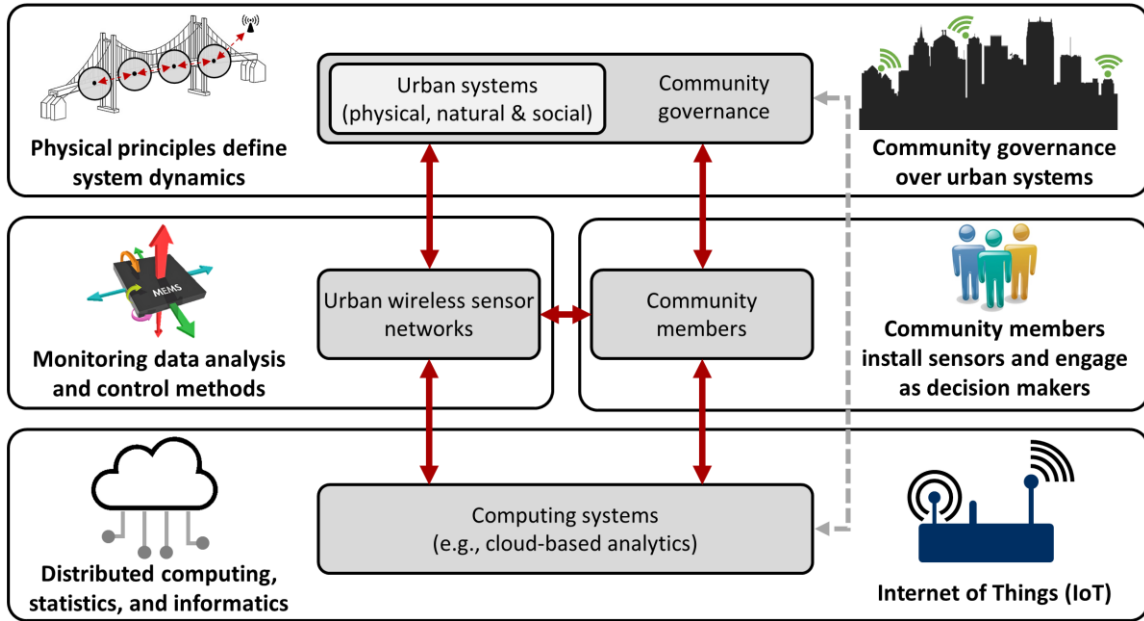 Physical principles define
system dynamics
Urban systems
(physical, natural & social)
Community
governance
Community governance
over urban systems
MEMS
Monitoring data analysis
and control methods
Urban wireless sensor
networks
Community
members
Community members
install sensors and engage
as decision makers
Distributed computing,
statistics, and informatics
Computing systems
(e.g., cloud-based analytics)
Internet of Things (IoT)